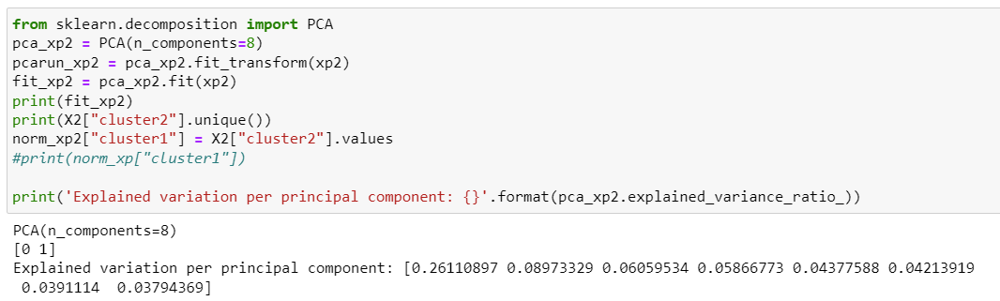 from sklearn.decomposition import PCA
pca_xp2 = PCA(n_components=8)
pcarun_xp2 = pca_xp2.fit_transform(xp2)
fit_xp2 = pca_xp2.fit(xp2)
print(fit_xp2)
print(X2["cluster2"].unique())
norm_xp2["cluster1"] = X2["cluster2"].values
#print(norm_xp["cluster1"])
print('Explained variation per principal component: {}'.format(pca_xp2.explained_variance_ratio_))
PCA(n_components=8)
[0 1]
Explained variation per principal component: [0.26110897 0.08973329 0.06059534 0.05866773 0.04377588 0.04213919
 0.0391114  0.03794369]